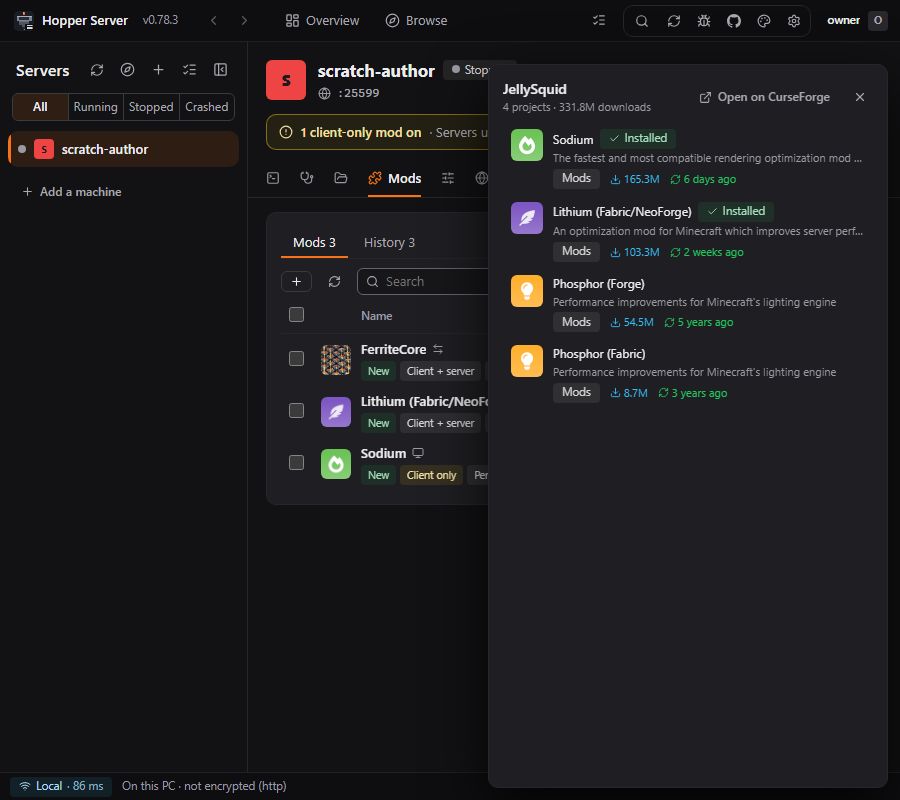 Hopper Server v0.78.3 Overview Browse owner O
Servers
All Running Stopped Crashed
S scratch-author
Add a machine
S scratch-author
:25599
1 client-only mod on · Servers u
Mods
Mods 3 History 3
Search
Name
FerriteCore
New Client + server
Lithium (Fabric/NeoFo
New Client + server
Sodium
New Client only Per
JellySquid
4 projects · 331.8M downloads
Open on CurseForge
Sodium Installed
The fastest and most compatible rendering optimization mod ...
Mods 165.3M 6 days ago
Lithium (Fabric/NeoForge) Installed
An optimization mod for Minecraft which improves server perf...
Mods 103.3M 2 weeks ago
Phosphor (Forge)
Performance improvements for Minecraft's lighting engine
Mods 54.5M 5 years ago
Phosphor (Fabric)
Performance improvements for Minecraft's lighting engine
Mods 8.7M 3 years ago
Local · 86 ms On this PC · not encrypted (http)